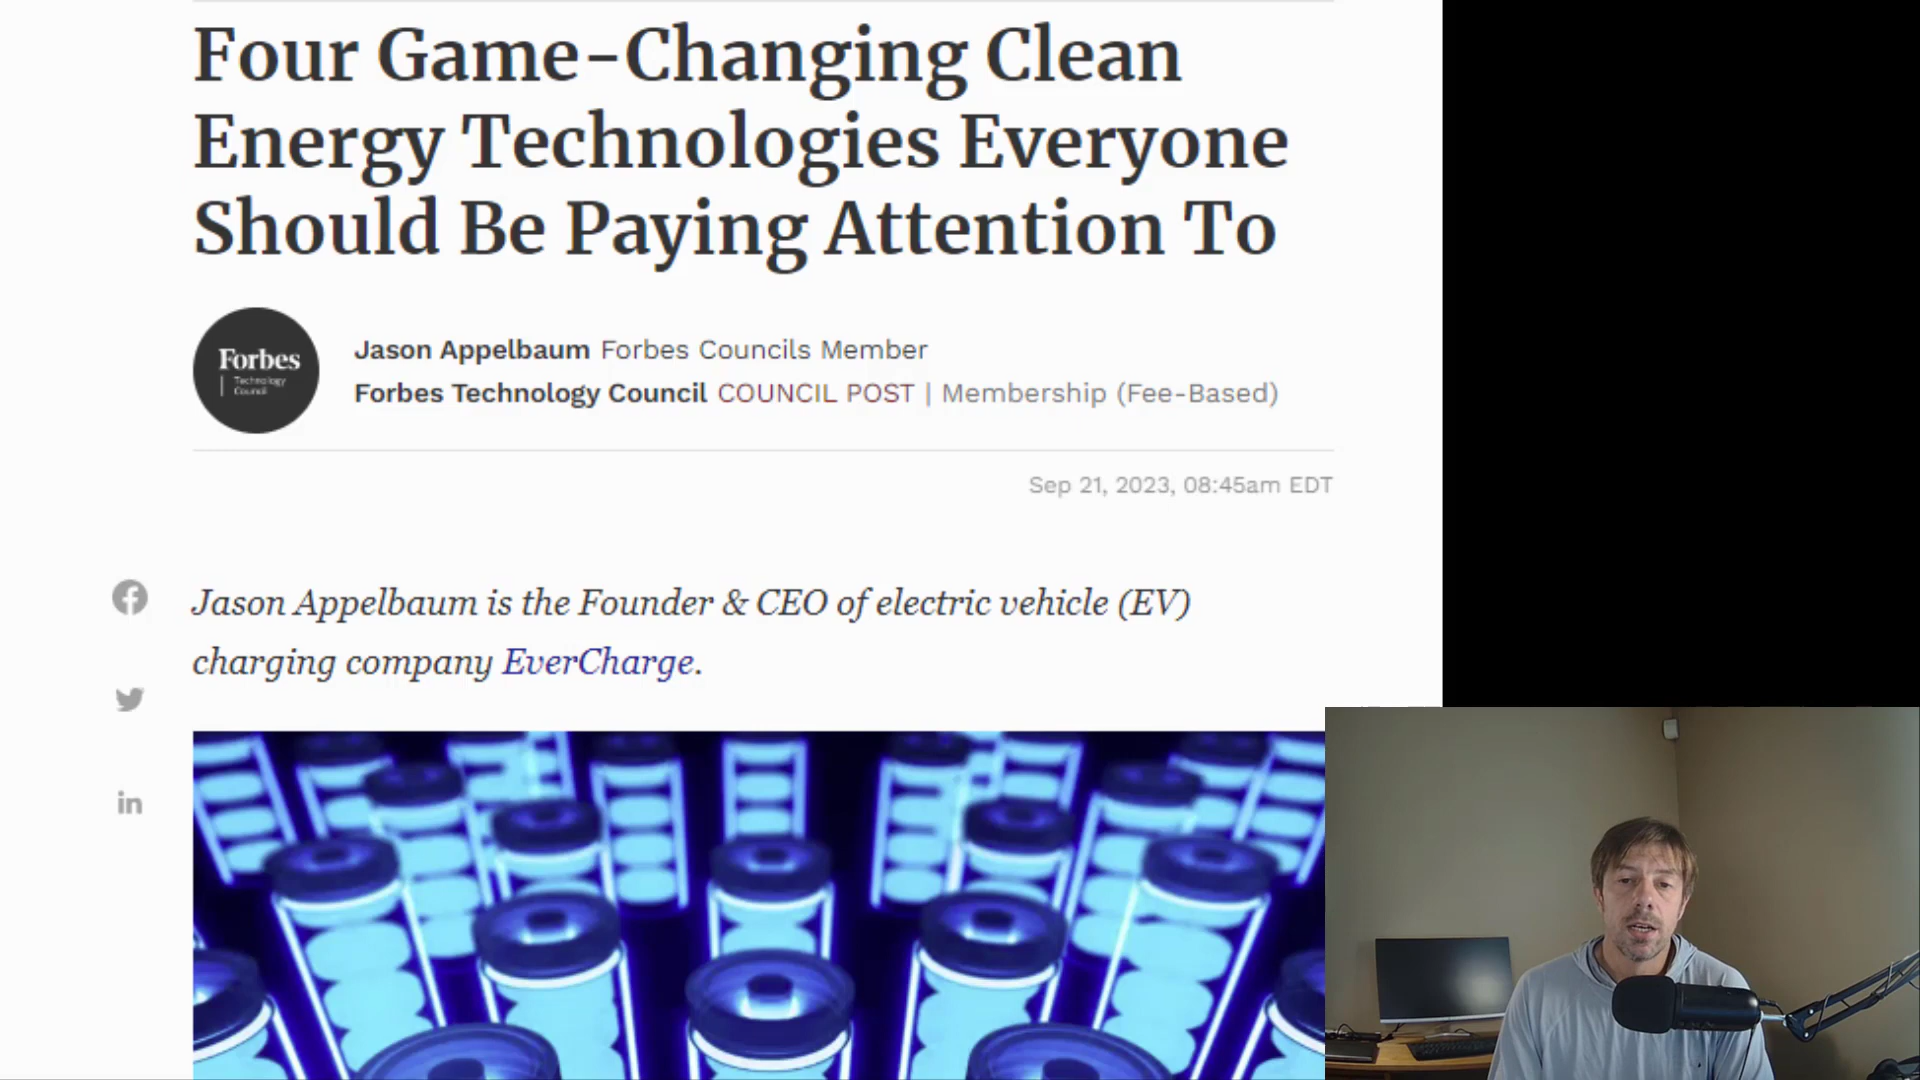 Four Game-Changing Clean
Energy Technologies Everyone
Should Be Paying Attention To
Forbes
Technology
Council
Jason Appelbaum Forbes Councils Member
Forbes Technology Council COUNCIL POST | Membership (Fee-Based)
Sep 21, 2023, 08:45am EDT
Jason Appelbaum is the Founder & CEO of electric vehicle (EV)
charging company EverCharge.
in